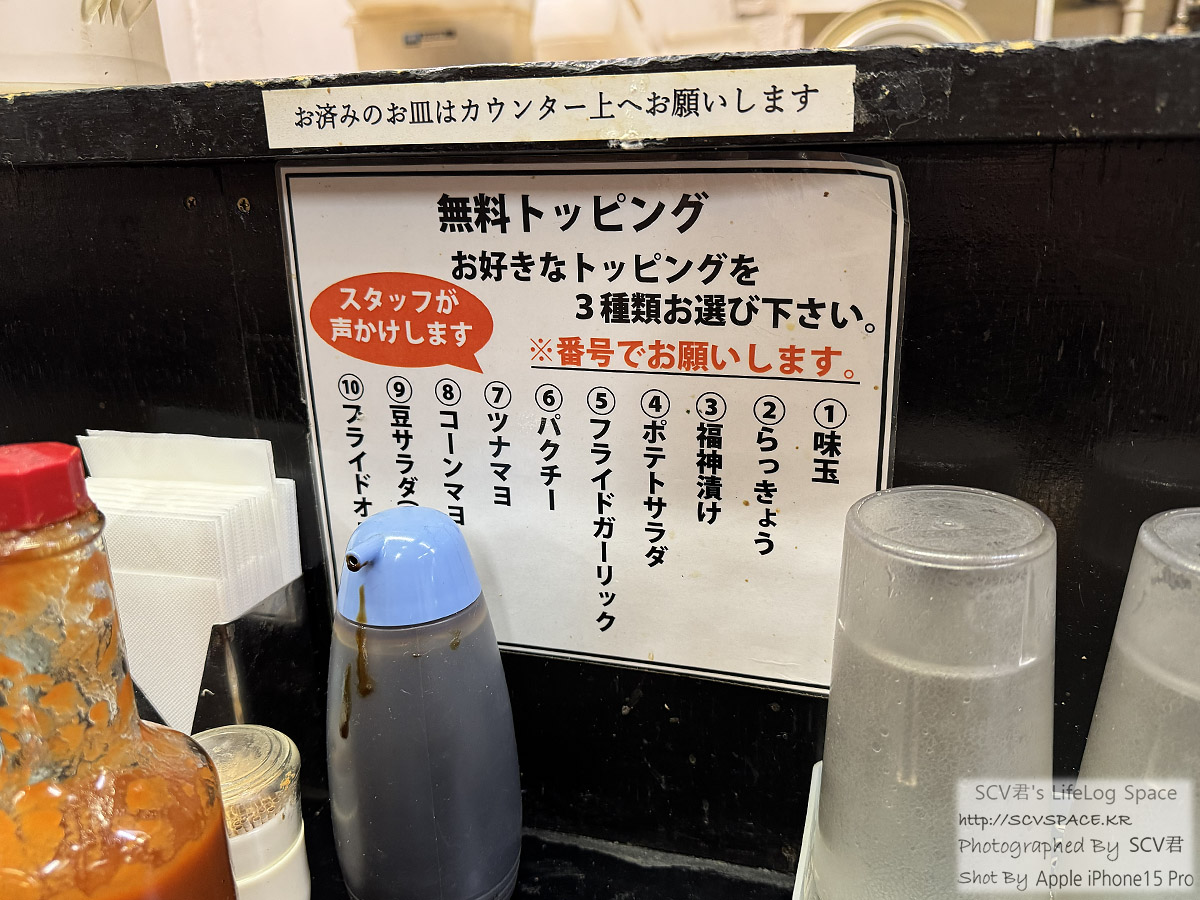 お済みのお皿はカウンター上へお願いします
無料トッピング
お好きなトッピングを
3種類お選び下さい。
スタッフが
声かけします
※番号でお願いします。
①味玉
②らっきょう
③福神漬け
④ポテトサラダ
⑤フライドガーリック
⑥パクチー
⑦ツナマヨ
⑧コーンマヨ
⑨豆サラダ
⑩フライドオ
SCV君's LifeLog Space
http://SCVSPACE.KR
Photographed By SCV君
Shot By Apple iPhone15 Pro